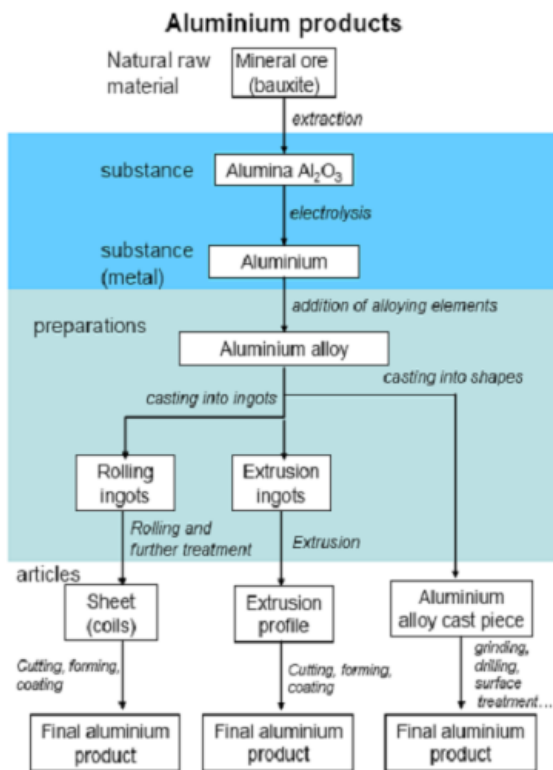 Aluminium products
Natural raw
material
Mineral ore
(bauxite)
extraction
substance
Alumina Al₂O₃
electrolysis
substance
(metal)
Aluminium
addition of alloying elements
preparations
Aluminium alloy
casting into shapes
casting into ingots
Rolling
ingots
Extrusion
ingots
Rolling and
further treatment
Extrusion
articles
Sheet
(coils)
Extrusion
profile
Aluminium
alloy cast piece
Cutting, forming,
coating
Cutting, forming,
coating
grinding,
drilling,
surface
treatment...
Final aluminium
product
Final aluminium
product
Final aluminium
product